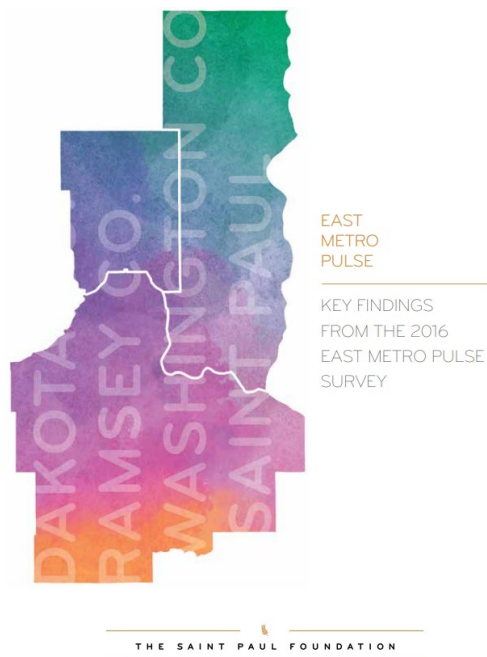 DAKOTA
RAMSEY CO.
WASHINGTON CO
SAINT PAUL
EAST
METRO
PULSE
KEY FINDINGS
FROM THE 2016
EAST METRO PULSE
SURVEY
THE SAINT PAUL FOUNDATION